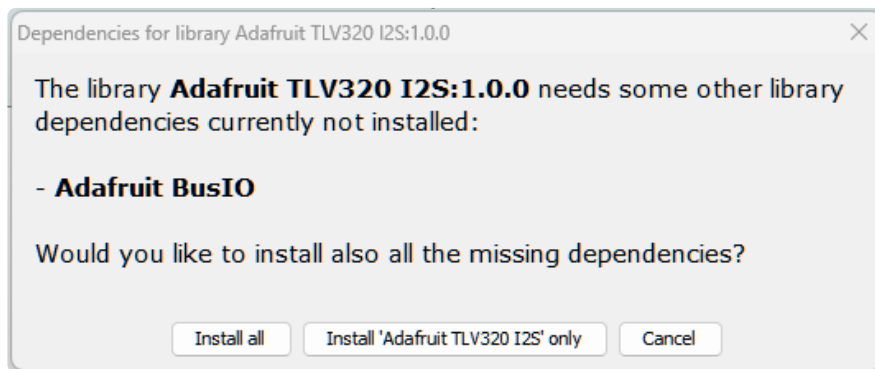 Dependencies for library Adafruit TLV320 I2S:1.0.0
The library Adafruit TLV320 I2S:1.0.0 needs some other library
dependencies currently not installed:
- Adafruit BusIO
Would you like to install also all the missing dependencies?
Install all
Install 'Adafruit TLV320 I2S' only
Cancel